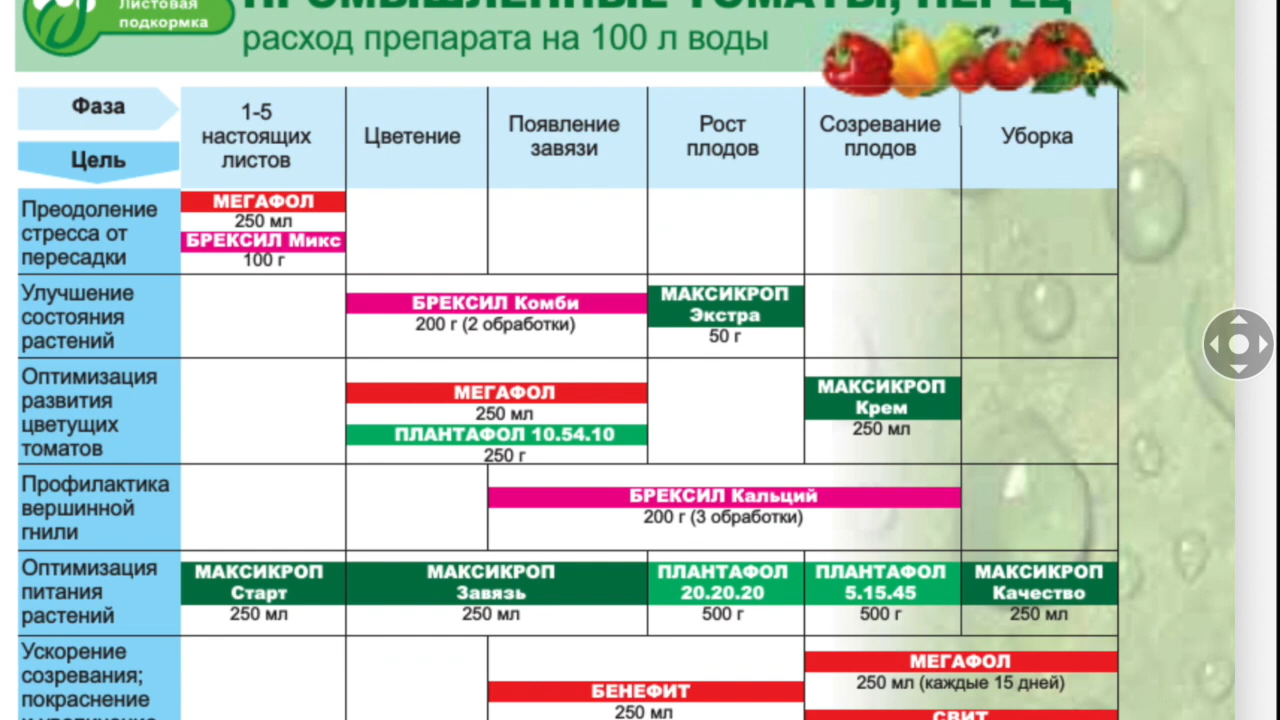 Листовая
подкормка
ПРОМЫШЛЕННЫЕ ТОМАТЫ, ПЕРЕЦ
расход препарата на 100 л воды
Фаза
Цель
1-5
настоящих
листов
Цветение
Появление
завязи
Рост
плодов
Созревание
плодов
Уборка
Преодоление
стресса от
пересадки
МЕГАФОЛ
250 мл
БРЕКСИЛ Микс
100 г
Улучшение
состояния
растений
БРЕКСИЛ Комби
200 г (2 обработки)
МАКСИКРОП
Экстра
50 г
Оптимизация
развития
цветущих
томатов
МЕГАФОЛ
250 мл
ПЛАНТАФОЛ 10.54.10
250 г
МАКСИКРОП
Крем
250 мл
Профилактика
вершинной
гнили
БРЕКСИЛ Кальций
200 г (3 обработки)
Оптимизация
питания
растений
МАКСИКРОП
Старт
250 мл
МАКСИКРОП
Завязь
250 мл
ПЛАНТАФОЛ
20.20.20
500 г
ПЛАНТАФОЛ
5.15.45
500 г
МАКСИКРОП
Качество
250 мл
Ускорение
созревания;
покраснение
БЕНЕФИТ
250 мл
МЕГАФОЛ
250 мл (каждые 15 дней)
СВИТ